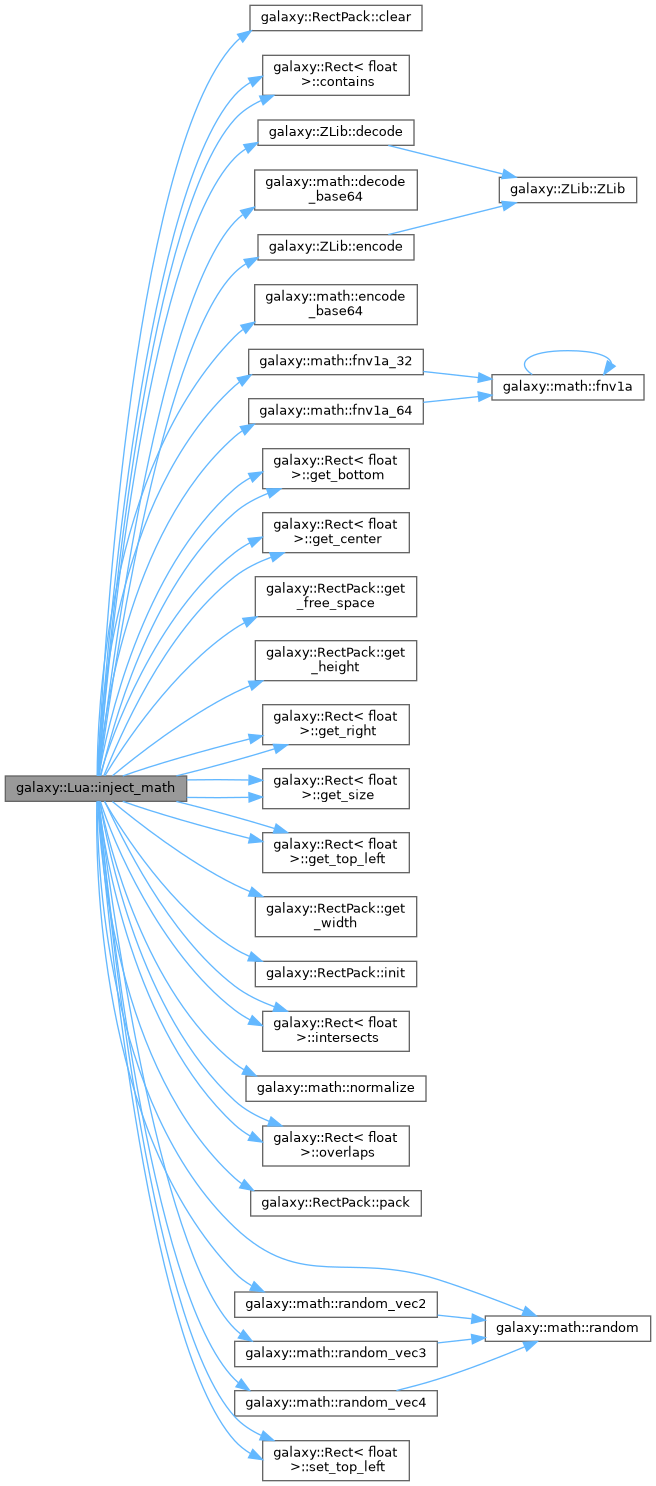 galaxy::RectPack::clear
galaxy::Rect< float
>::contains
galaxy::ZLib::decode
galaxy::math::decode
_base64
galaxy::ZLib::ZLib
galaxy::ZLib::encode
galaxy::math::encode
_base64
galaxy::math::fnv1a_32
galaxy::math::fnv1a
galaxy::math::fnv1a_64
galaxy::Rect< float
>::get_bottom
galaxy::Rect< float
>::get_center
galaxy::RectPack::get
_free_space
galaxy::RectPack::get
_height
galaxy::Rect< float
>::get_right
galaxy::Lua::inject_math
galaxy::Rect< float
>::get_size
galaxy::Rect< float
>::get_top_left
galaxy::RectPack::get
_width
galaxy::RectPack::init
galaxy::Rect< float
>::intersects
galaxy::math::normalize
galaxy::Rect< float
>::overlaps
galaxy::RectPack::pack
galaxy::math::random_vec2
galaxy::math::random
galaxy::math::random_vec3
galaxy::math::random_vec4
galaxy::Rect< float
>::set_top_left